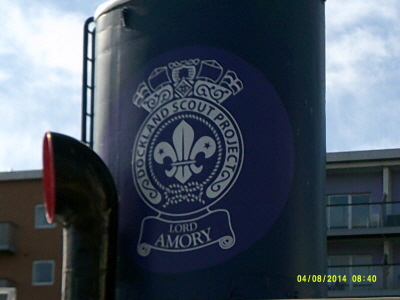 DOCKLAND SCOUT PROJECT
LORD
AMORY
04/08/2014 08:40